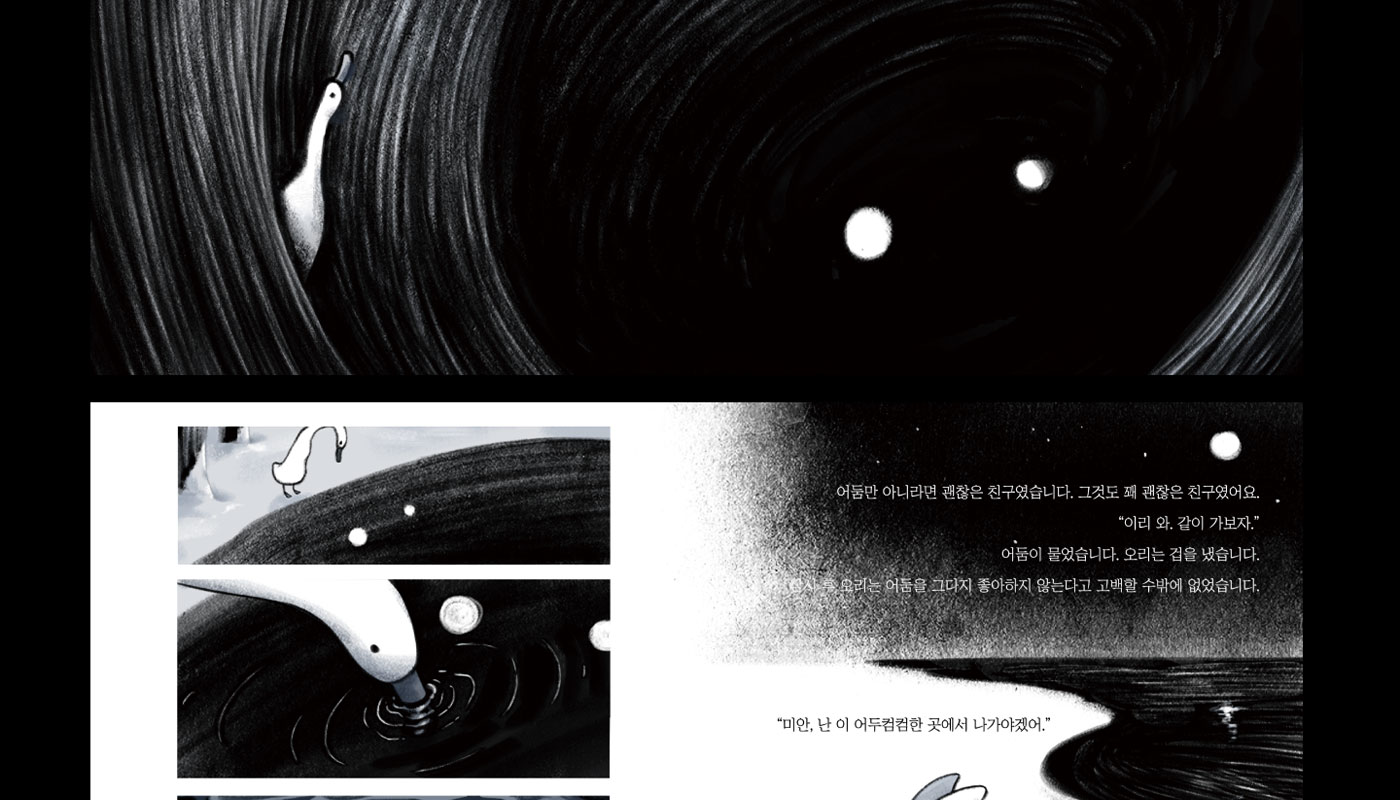 어둠만 아니라면 괜찮은 친구였습니다. 그것도 꽤 괜찮은 친구였어요.
“이리 와. 같이 가보자.”
어둠이 물었습니다. 오리는 겁을 냈습니다.
잠시 후 오리는 어둠을 그다지 좋아하지 않는다고 고백할 수밖에 없었습니다.
“미안, 난 이 어두컴컴한 곳에서 나가야겠어.”